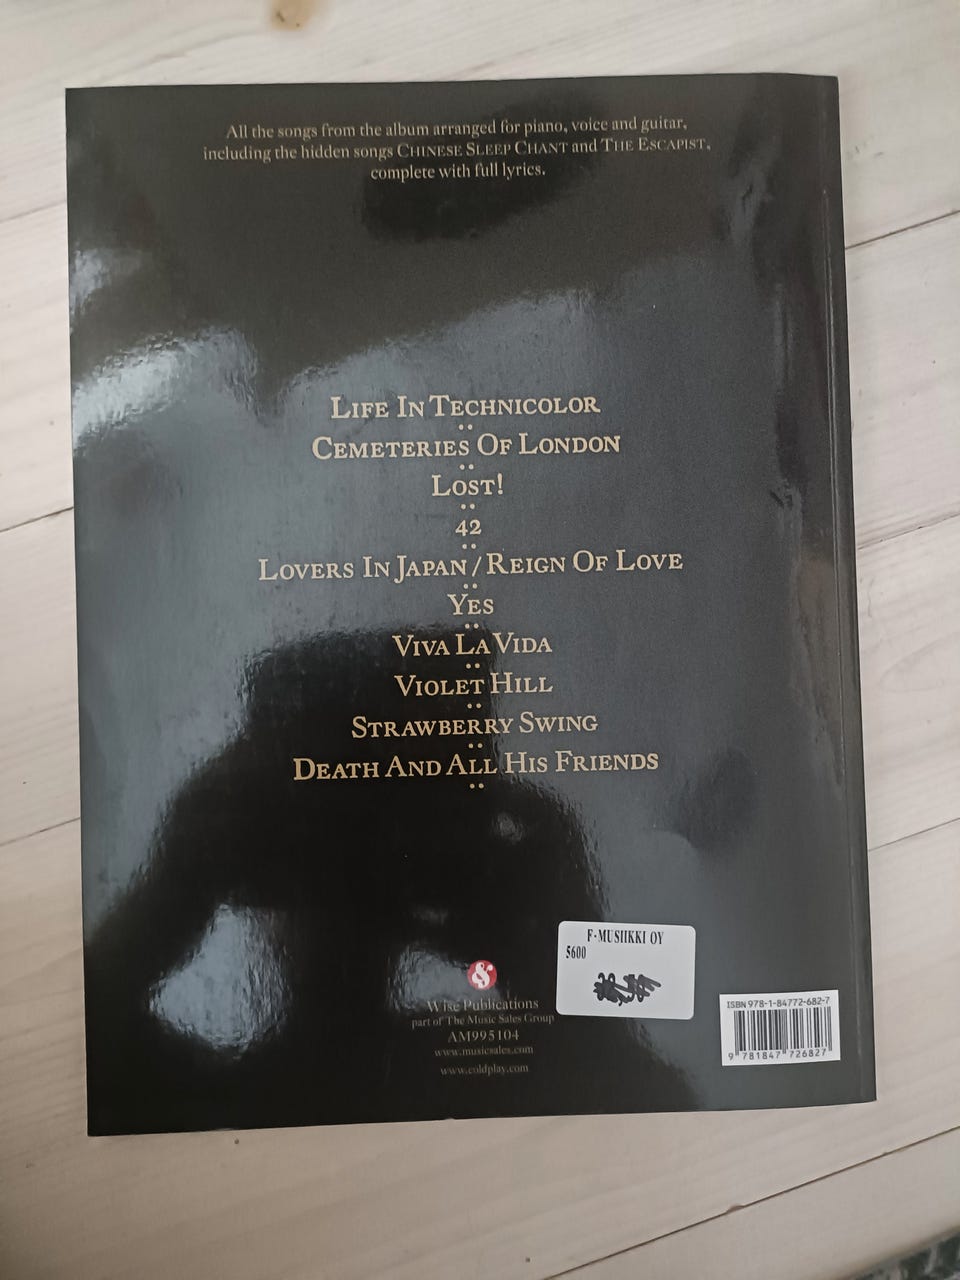 All the songs from the album arranged for piano, voice and guitar,
including the hidden songs CHINESE SLEEP CHANT and THE ESCAPIST,
complete with full lyrics.
LIFE IN TECHNICOLOR
CEMETERIES OF LONDON
LOST!
42
LOVERS IN JAPAN / REIGN OF LOVE
YES
VIVA LA VIDA
VIOLET HILL
STRAWBERRY SWING
DEATH AND ALL HIS FRIENDS
F-MUSIIKKI OY
5600
Wise Publications
part of The Music Sales Group
AM995104
www.musicsales.com
www.coldplay.com
ISBN 978-1-84772-682-7
9 781847 726827